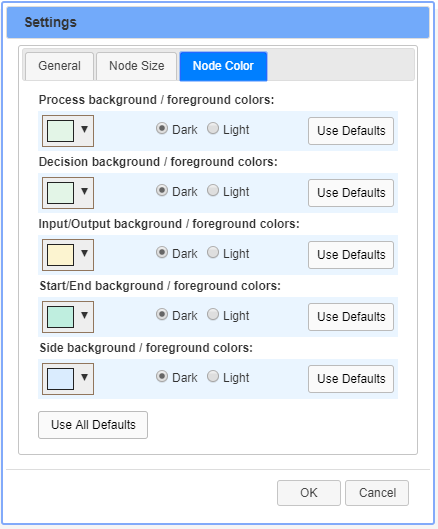 Settings
General Node Size Node Color
Process background / foreground colors:
Dark Light Use Defaults
Decision background / foreground colors:
Dark Light Use Defaults
Input/Output background / foreground colors:
Dark Light Use Defaults
Start/End background / foreground colors:
Dark Light Use Defaults
Side background / foreground colors:
Dark Light Use Defaults
Use All Defaults
OK Cancel